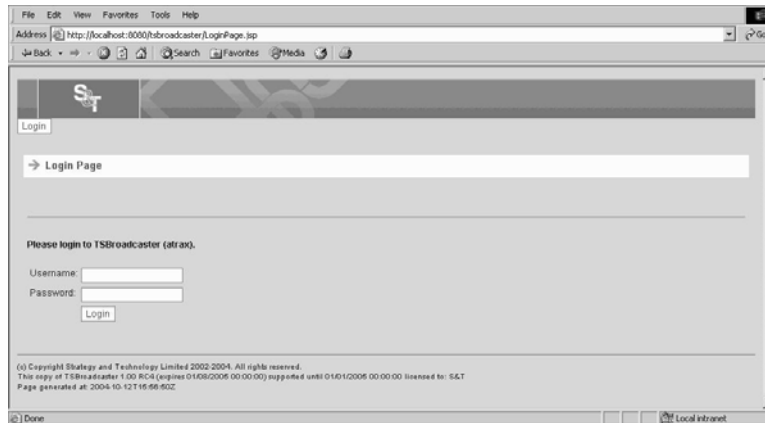 File Edit View Favorites Tools Help
Address http://localhost:8080/tsbroadcaster/LoginPage.jsp Go
Back Search Favorites Media
S&T
Login
Login Page
Please login to TSBroadcaster (atrax).
Username:
Password:
Login
(c) Copyright Strategy and Technology Limited 2002-2004. All rights reserved.
This copy of TSBroadcaster 1.00 RC4 (expires 01/08/2005 00:00:00) supported until 01/01/2005 00:00:00 licensed to: S&T
Page generated at: 2004-10-12T15:56:50Z
Done Local intranet